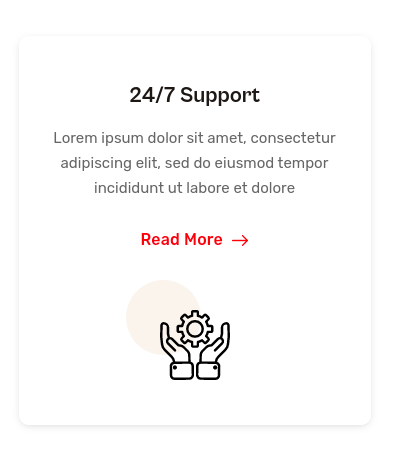 24/7 Support
Lorem ipsum dolor sit amet, consectetur
adipiscing elit, sed do eiusmod tempor
incididunt ut labore et dolore
Read More →